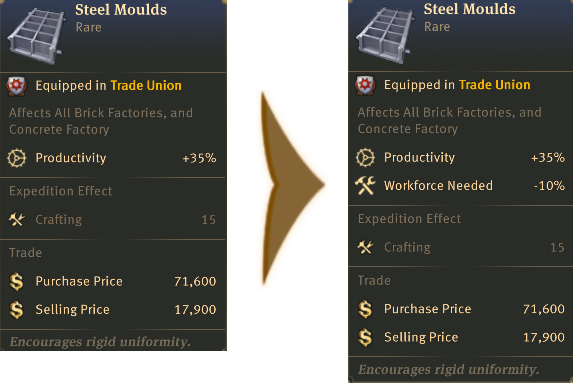 Steel Moulds
Rare
Equipped in Trade Union
Affects All Brick Factories, and
Concrete Factory
Productivity +35%
Expedition Effect
Crafting 15
Trade
Purchase Price 71,600
Selling Price 17,900
Encourages rigid uniformity.
Steel Moulds
Rare
Equipped in Trade Union
Affects All Brick Factories, and
Concrete Factory
Productivity +35%
Workforce Needed -10%
Expedition Effect
Crafting 15
Trade
Purchase Price 71,600
Selling Price 17,900
Encourages rigid uniformity.